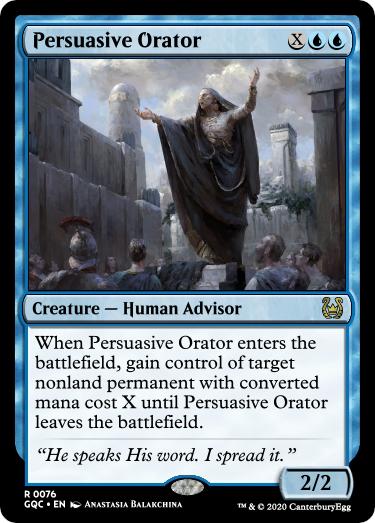 Persuasive Orator X
Creature — Human Advisor
When Persuasive Orator enters the
battlefield, gain control of target
nonland permanent with converted
mana cost X until Persuasive Orator
leaves the battlefield.
“He speaks His word. I spread it.”
2/2
R 0076
GQC • EN Anastasia Balakchina
™ & © 2020 CanterburyEgg